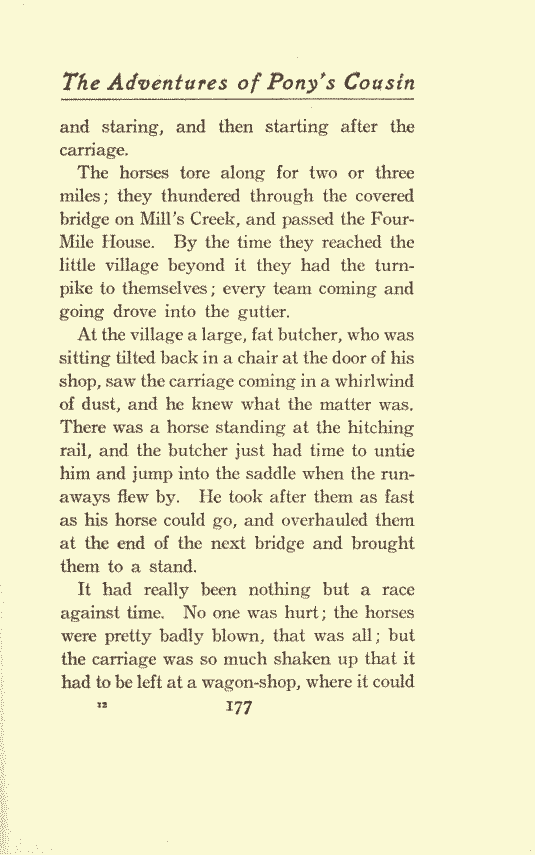 The Adventures of Pony's Cousin
and staring, and then starting after the
carriage.
The horses tore along for two or three
miles; they thundered through the covered
bridge on Mill's Creek, and passed the Four-
Mile House. By the time they reached the
little village beyond it they had the turn-
pike to themselves; every team coming and
going drove into the gutter.
At the village a large, fat butcher, who was
sitting tilted back in a chair at the door of his
shop, saw the carriage coming in a whirlwind
of dust, and he knew what the matter was.
There was a horse standing at the hitching
rail, and the butcher just had time to untie
him and jump into the saddle when the run-
aways flew by. He took after them as fast
as his horse could go, and overhauled them
at the end of the next bridge and brought
them to a stand.
It had really been nothing but a race
against time. No one was hurt; the horses
were pretty badly blown, that was all; but
the carriage was so much shaken up that it
had to be left at a wagon-shop, where it could
12 177